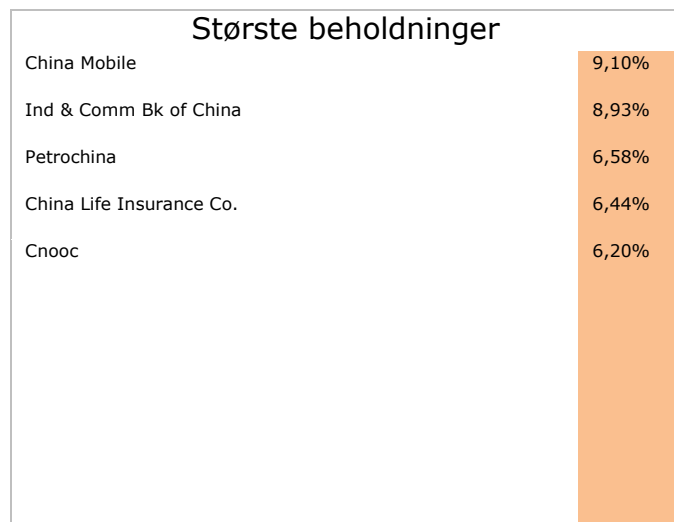 Største beholdninger
China Mobile 9,10%
Ind & Comm Bk of China 8,93%
Petrochina 6,58%
China Life Insurance Co. 6,44%
Cnooc 6,20%